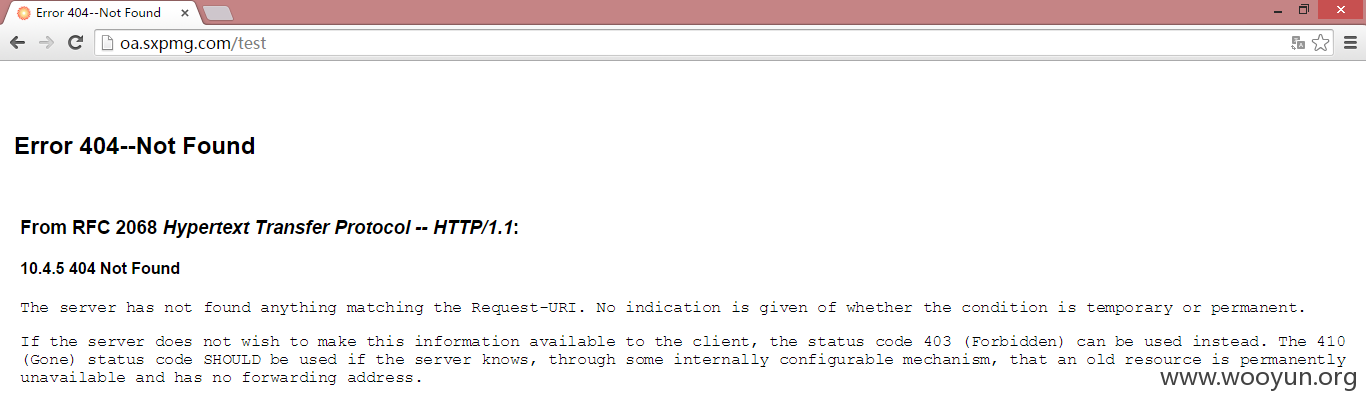 Error 404--Not Found
oa.sxpmg.com/test
Error 404--Not Found
From RFC 2068 Hypertext Transfer Protocol -- HTTP/1.1:
10.4.5 404 Not Found
The server has not found anything matching the Request-URI. No indication is given of whether the condition is temporary or permanent.
If the server does not wish to make this information available to the client, the status code 403 (Forbidden) can be used instead. The 410
(Gone) status code SHOULD be used if the server knows, through some internally configurable mechanism, that an old resource is permanently
unavailable and has no forwarding address.
www.wooyun.org